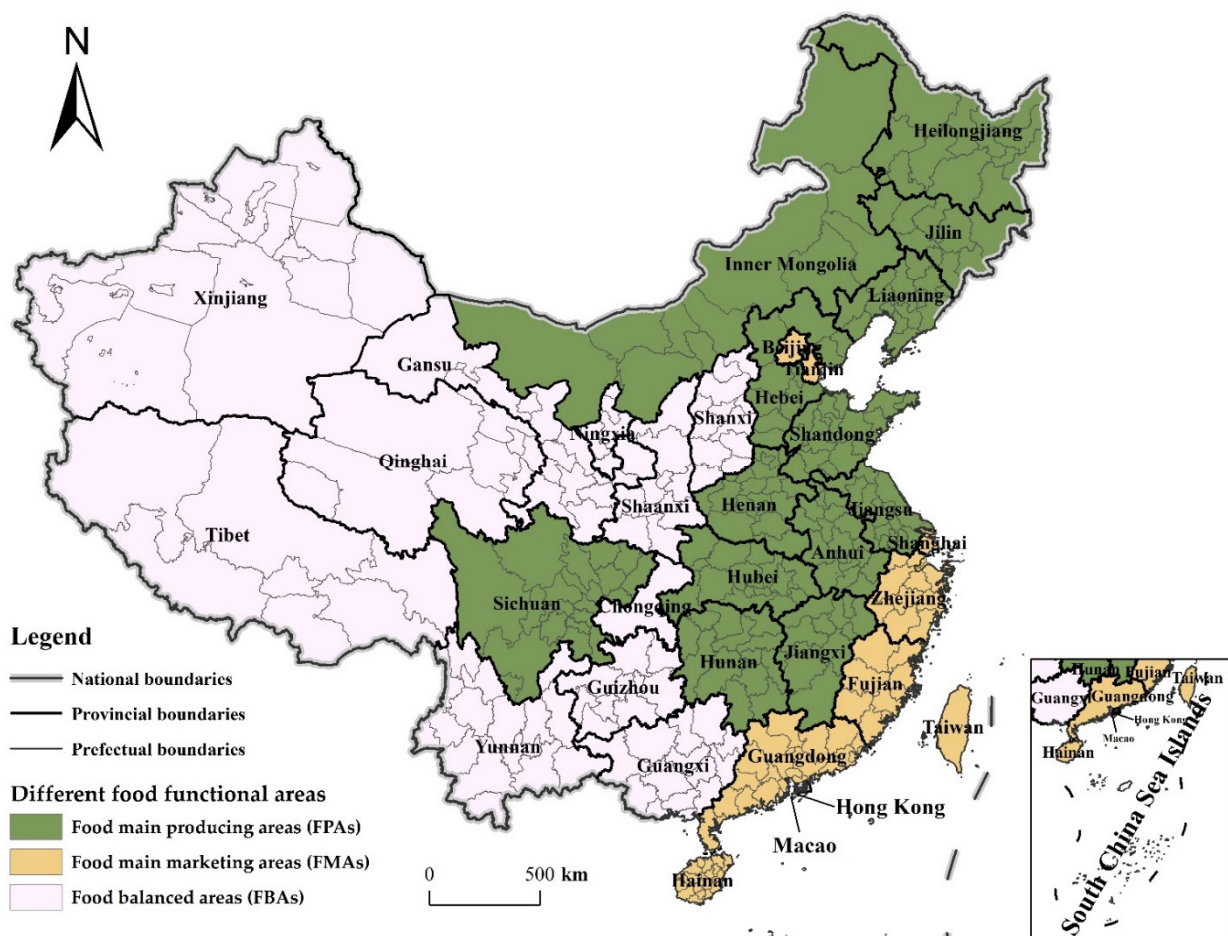 N
Heilongjiang
Jilin
Inner Mongolia
Liaoning
Xinjiang
Beijing
Tianjin
Gansu
Hebei
Shanxi
Shandong
Ningxia
Qinghai
Shaanxi
Henan
Jiangsu
Tibet
Anhui
Shanghai
Hubei
Zhejiang
Sichuan
Chongqing
Hunan
Jiangxi
Guizhou
Fujian
Taiwan
Yunnan
Guangxi
Guangdong
Hong Kong
Macao
Hainan
Legend
National boundaries
Provincial boundaries
Prefectual boundaries
Different food functional areas
Food main producing areas (FPAs)
Food main marketing areas (FMAs)
Food balanced areas (FBAs)
0 500 km
Hunan
Fujian
Taiwan
Guangxi
Guangdong
Hong Kong
Macao
Hainan
South China Sea Islands